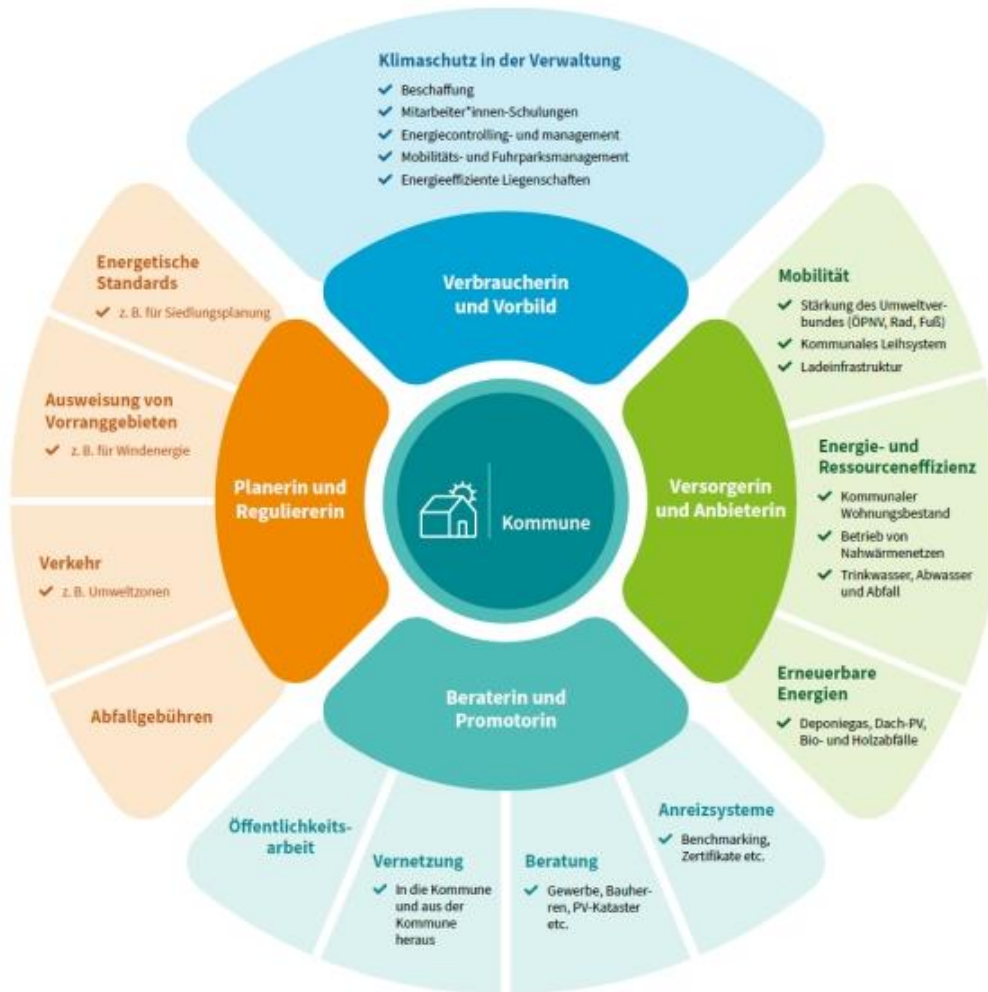 Klimaschutz in der Verwaltung
Beschaffung
Mitarbeiter*innen-Schulungen
Energiecontrolling- und management
Mobilitäts- und Fuhrparksmanagement
Energieeffiziente Liegenschaften
Verbraucherin
und Vorbild
Mobilität
Stärkung des Umweltver-
bundes (ÖPNV, Rad, Fuß)
Kommunales Leihsystem
Ladeinfrastruktur
Energie- und
Ressourceneffizienz
Kommunaler
Wohnungsbestand
Betrieb von
Nahwärmenetzen
Trinkwasser, Abwasser
und Abfall
Erneuerbare
Energien
Deponiegas, Dach-PV,
Bio- und Holzabfälle
Versorgerin
und Anbieterin
Kommune
Planerin und
Reguliererin
Energetische
Standards
z. B. für Siedlungsplanung
Ausweisung von
Vorranggebieten
z. B. für Windenergie
Verkehr
z. B. Umweltzonen
Abfallgebühren
Beraterin und
Promotorin
Öffentlichkeits-
arbeit
Vernetzung
In die Kommune
und aus der
Kommune
heraus
Beratung
Gewerbe, Bauher-
ren, PV-Kataster
etc.
Anreizsysteme
Benchmarking,
Zertifikate etc.